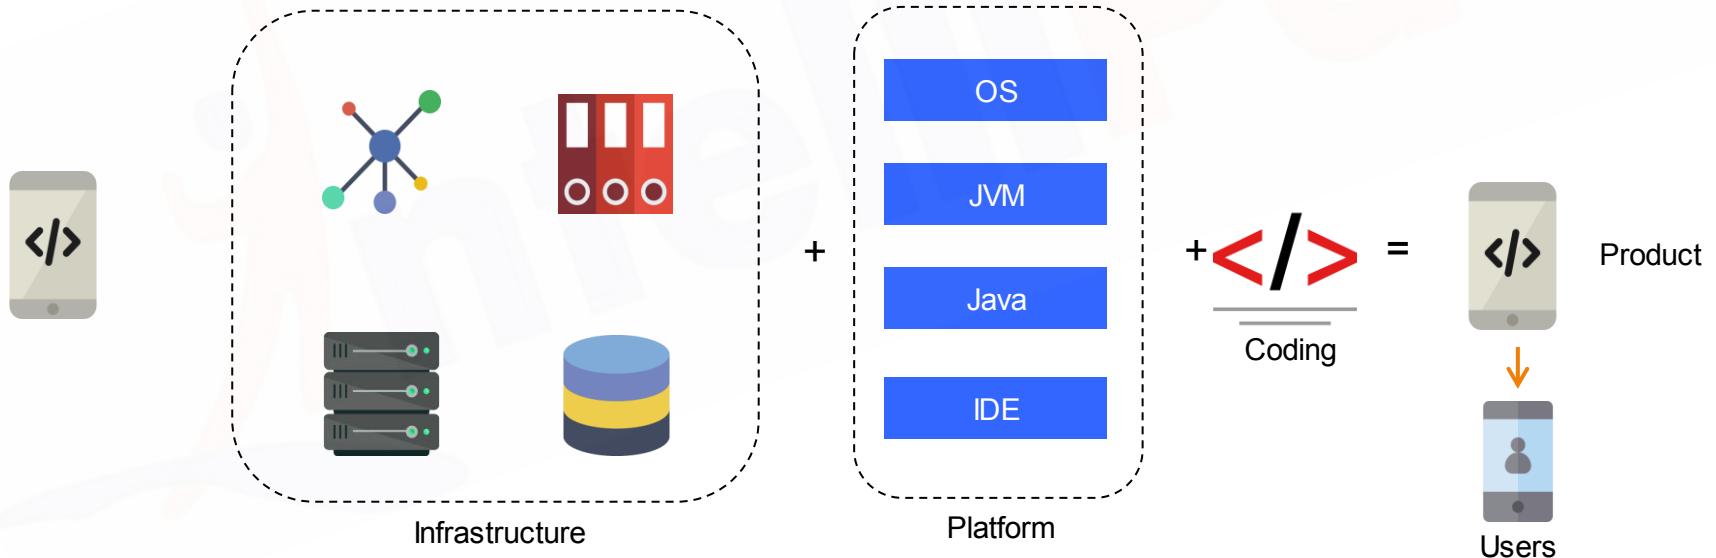 OS
JVM
Java
IDE
+
+
</>
=
</>
</>
Product
Coding
Infrastructure
Platform
Users